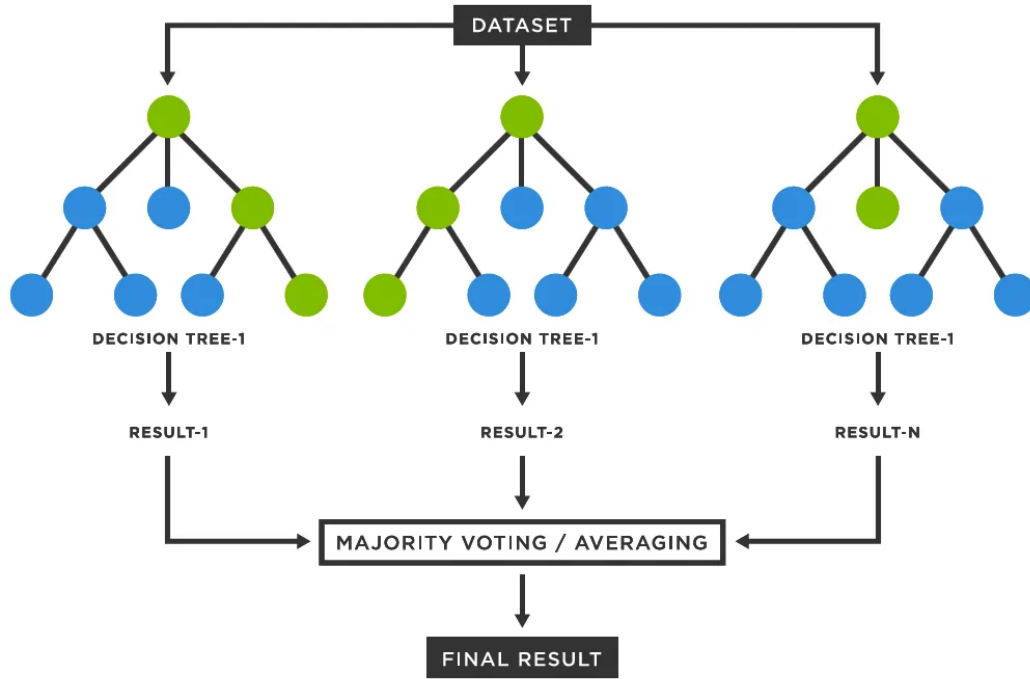 DATASET
DECISION TREE-1
DECISION TREE-1
DECISION TREE-1
RESULT-1
RESULT-2
RESULT-N
MAJORITY VOTING / AVERAGING
FINAL RESULT